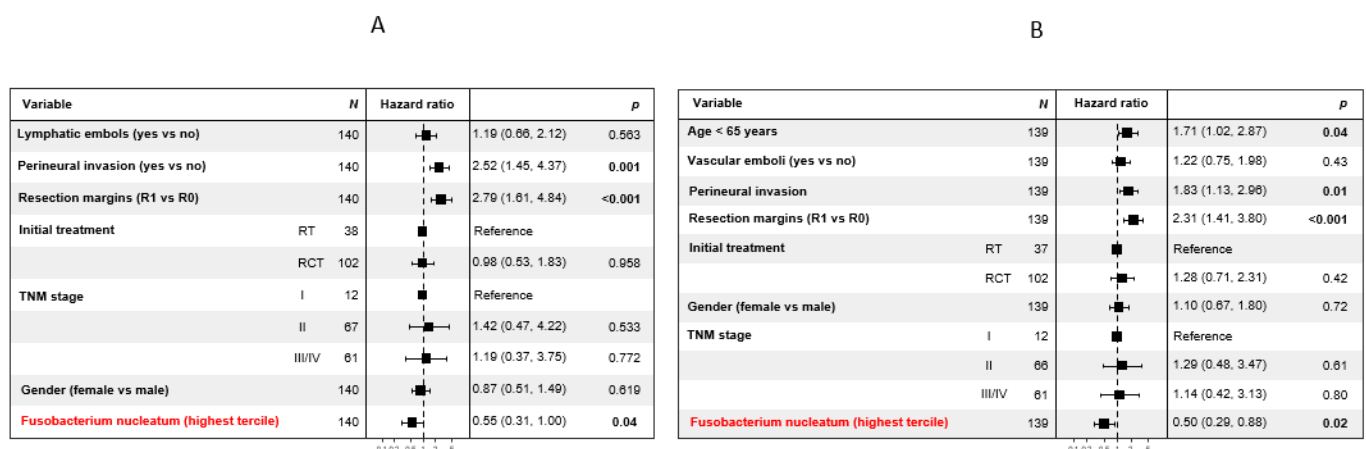 A
Variable N Hazard ratio p
Lymphatic embols (yes vs no) 140 1.19 (0.66, 2.12) 0.563
Perineural invasion (yes vs no) 140 2.52 (1.45, 4.37) 0.001
Resection margins (R1 vs R0) 140 2.79 (1.61, 4.84) <0.001
Initial treatment RT 38 Reference
RCT 102 0.98 (0.53, 1.83) 0.958
TNM stage I 12 Reference
II 67 1.42 (0.47, 4.22) 0.533
III/IV 61 1.19 (0.37, 3.75) 0.772
Gender (female vs male) 140 0.87 (0.51, 1.49) 0.619
Fusobacterium nucleatum (highest tercile) 140 0.55 (0.31, 1.00) 0.04
B
Variable N Hazard ratio p
Age < 65 years 139 1.71 (1.02, 2.87) 0.04
Vascular emboli (yes vs no) 139 1.22 (0.75, 1.98) 0.43
Perineural invasion 139 1.83 (1.13, 2.96) 0.01
Resection margins (R1 vs R0) 139 2.31 (1.41, 3.80) <0.001
Initial treatment RT 37 Reference
RCT 102 1.28 (0.71, 2.31) 0.42
Gender (female vs male) 139 1.10 (0.67, 1.80) 0.72
TNM stage I 12 Reference
II 66 1.29 (0.48, 3.47) 0.61
III/IV 61 1.14 (0.42, 3.13) 0.80
Fusobacterium nucleatum (highest tercile) 139 0.50 (0.29, 0.88) 0.02